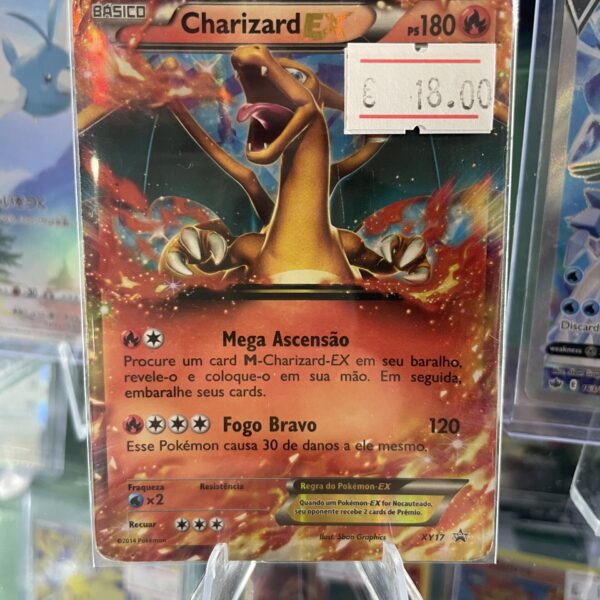 BÁSICO
Charizard EX
PS 180
€ 18.00
Mega Ascensão
Procure um card M-Charizard-EX em seu baralho,
revele-o e coloque-o em sua mão. Em seguida,
embaralhe seus cards.
Fogo Bravo 120
Esse Pokémon causa 30 de danos a ele mesmo.
Fraqueza Resistência
×2
Regra do Pokémon-EX
Quando um Pokémon-EX for Nocauteado,
seu oponente recebe 2 cards de Prêmio.
Recuar
©2014 Pokémon
Ilust. 5ban Graphics
XY17
Discard
weakness